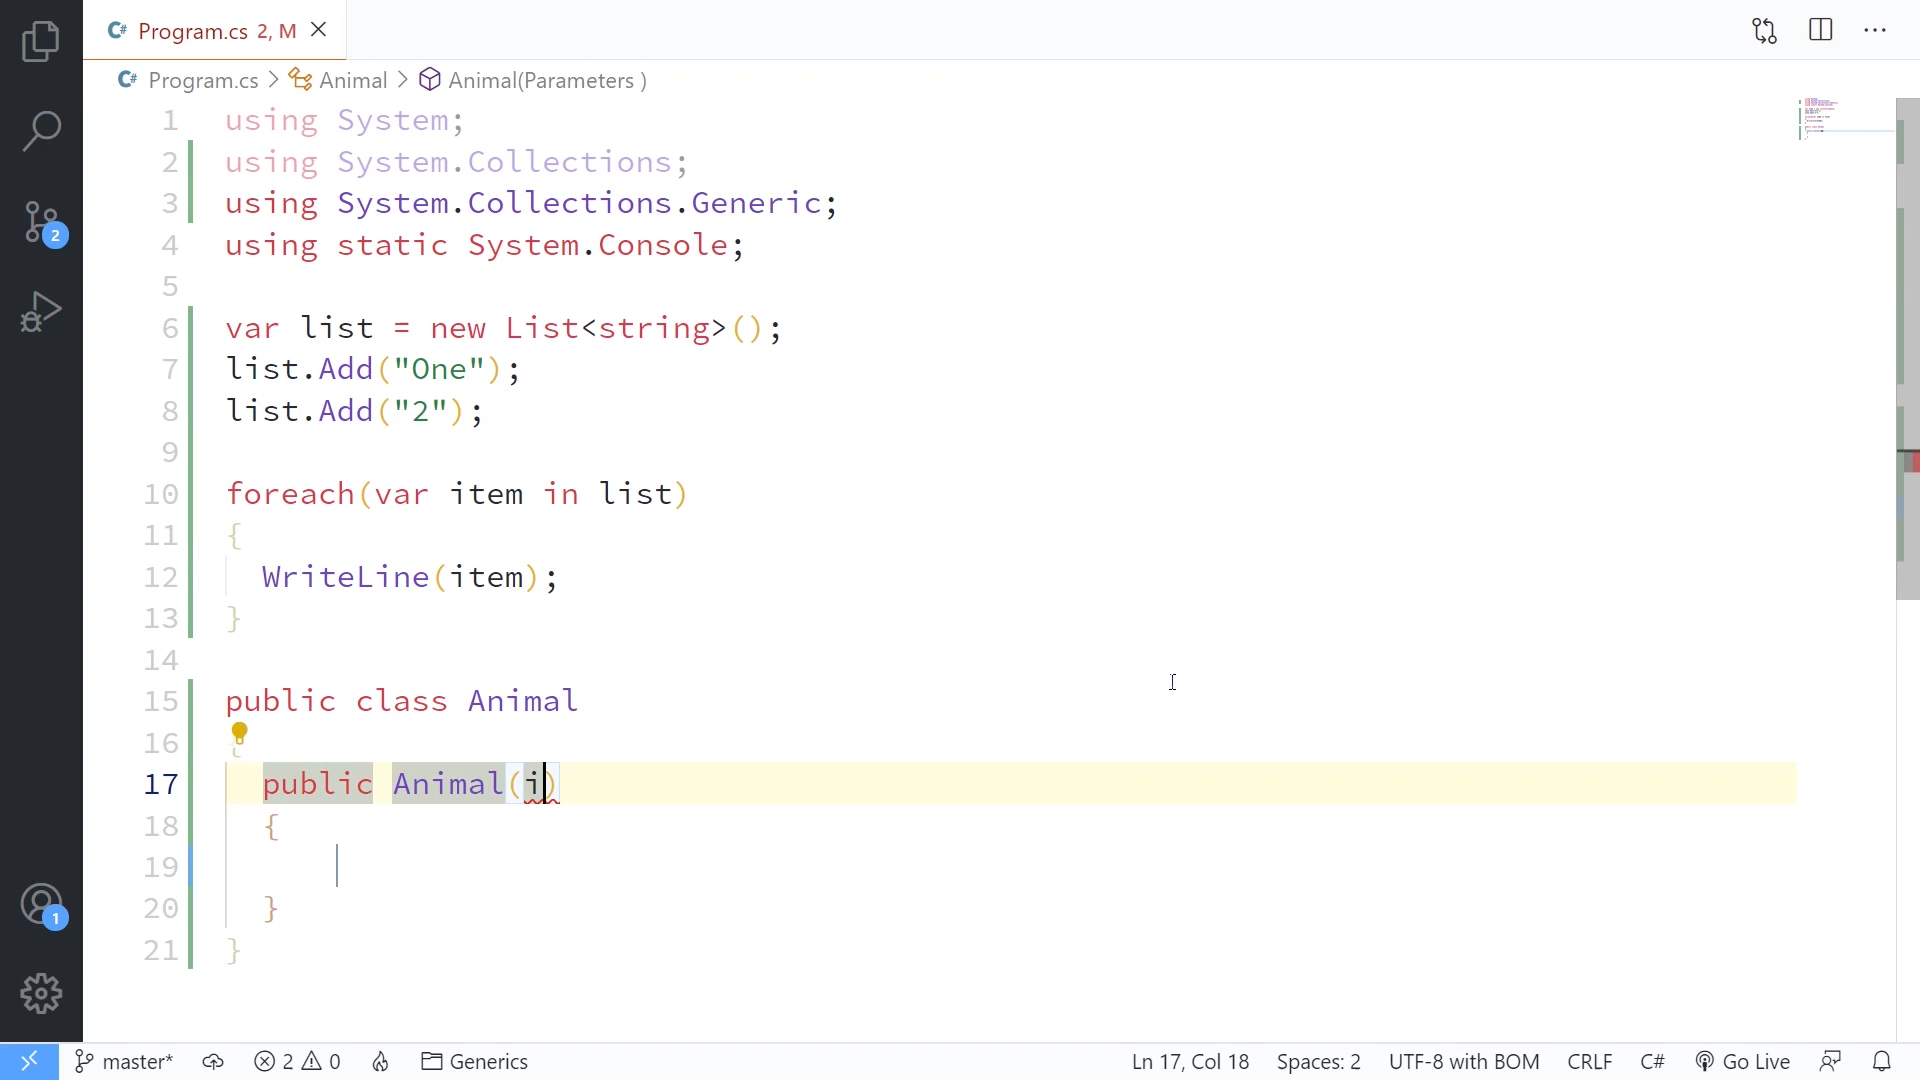 C# Program.cs 2, M
C# Program.cs > Animal > Animal(Parameters )
1 using System;
2 using System.Collections;
3 using System.Collections.Generic;
4 using static System.Console;
5
6 var list = new List<string>();
7 list.Add("One");
8 list.Add("2");
9
10 foreach(var item in list)
11 {
12 WriteLine(item);
13 }
14
15 public class Animal
16 {
17 public Animal(i)
18 {
19
20 }
21 }
2
1
master* 2 0 Generics Ln 17, Col 18 Spaces: 2 UTF-8 with BOM CRLF C# Go Live